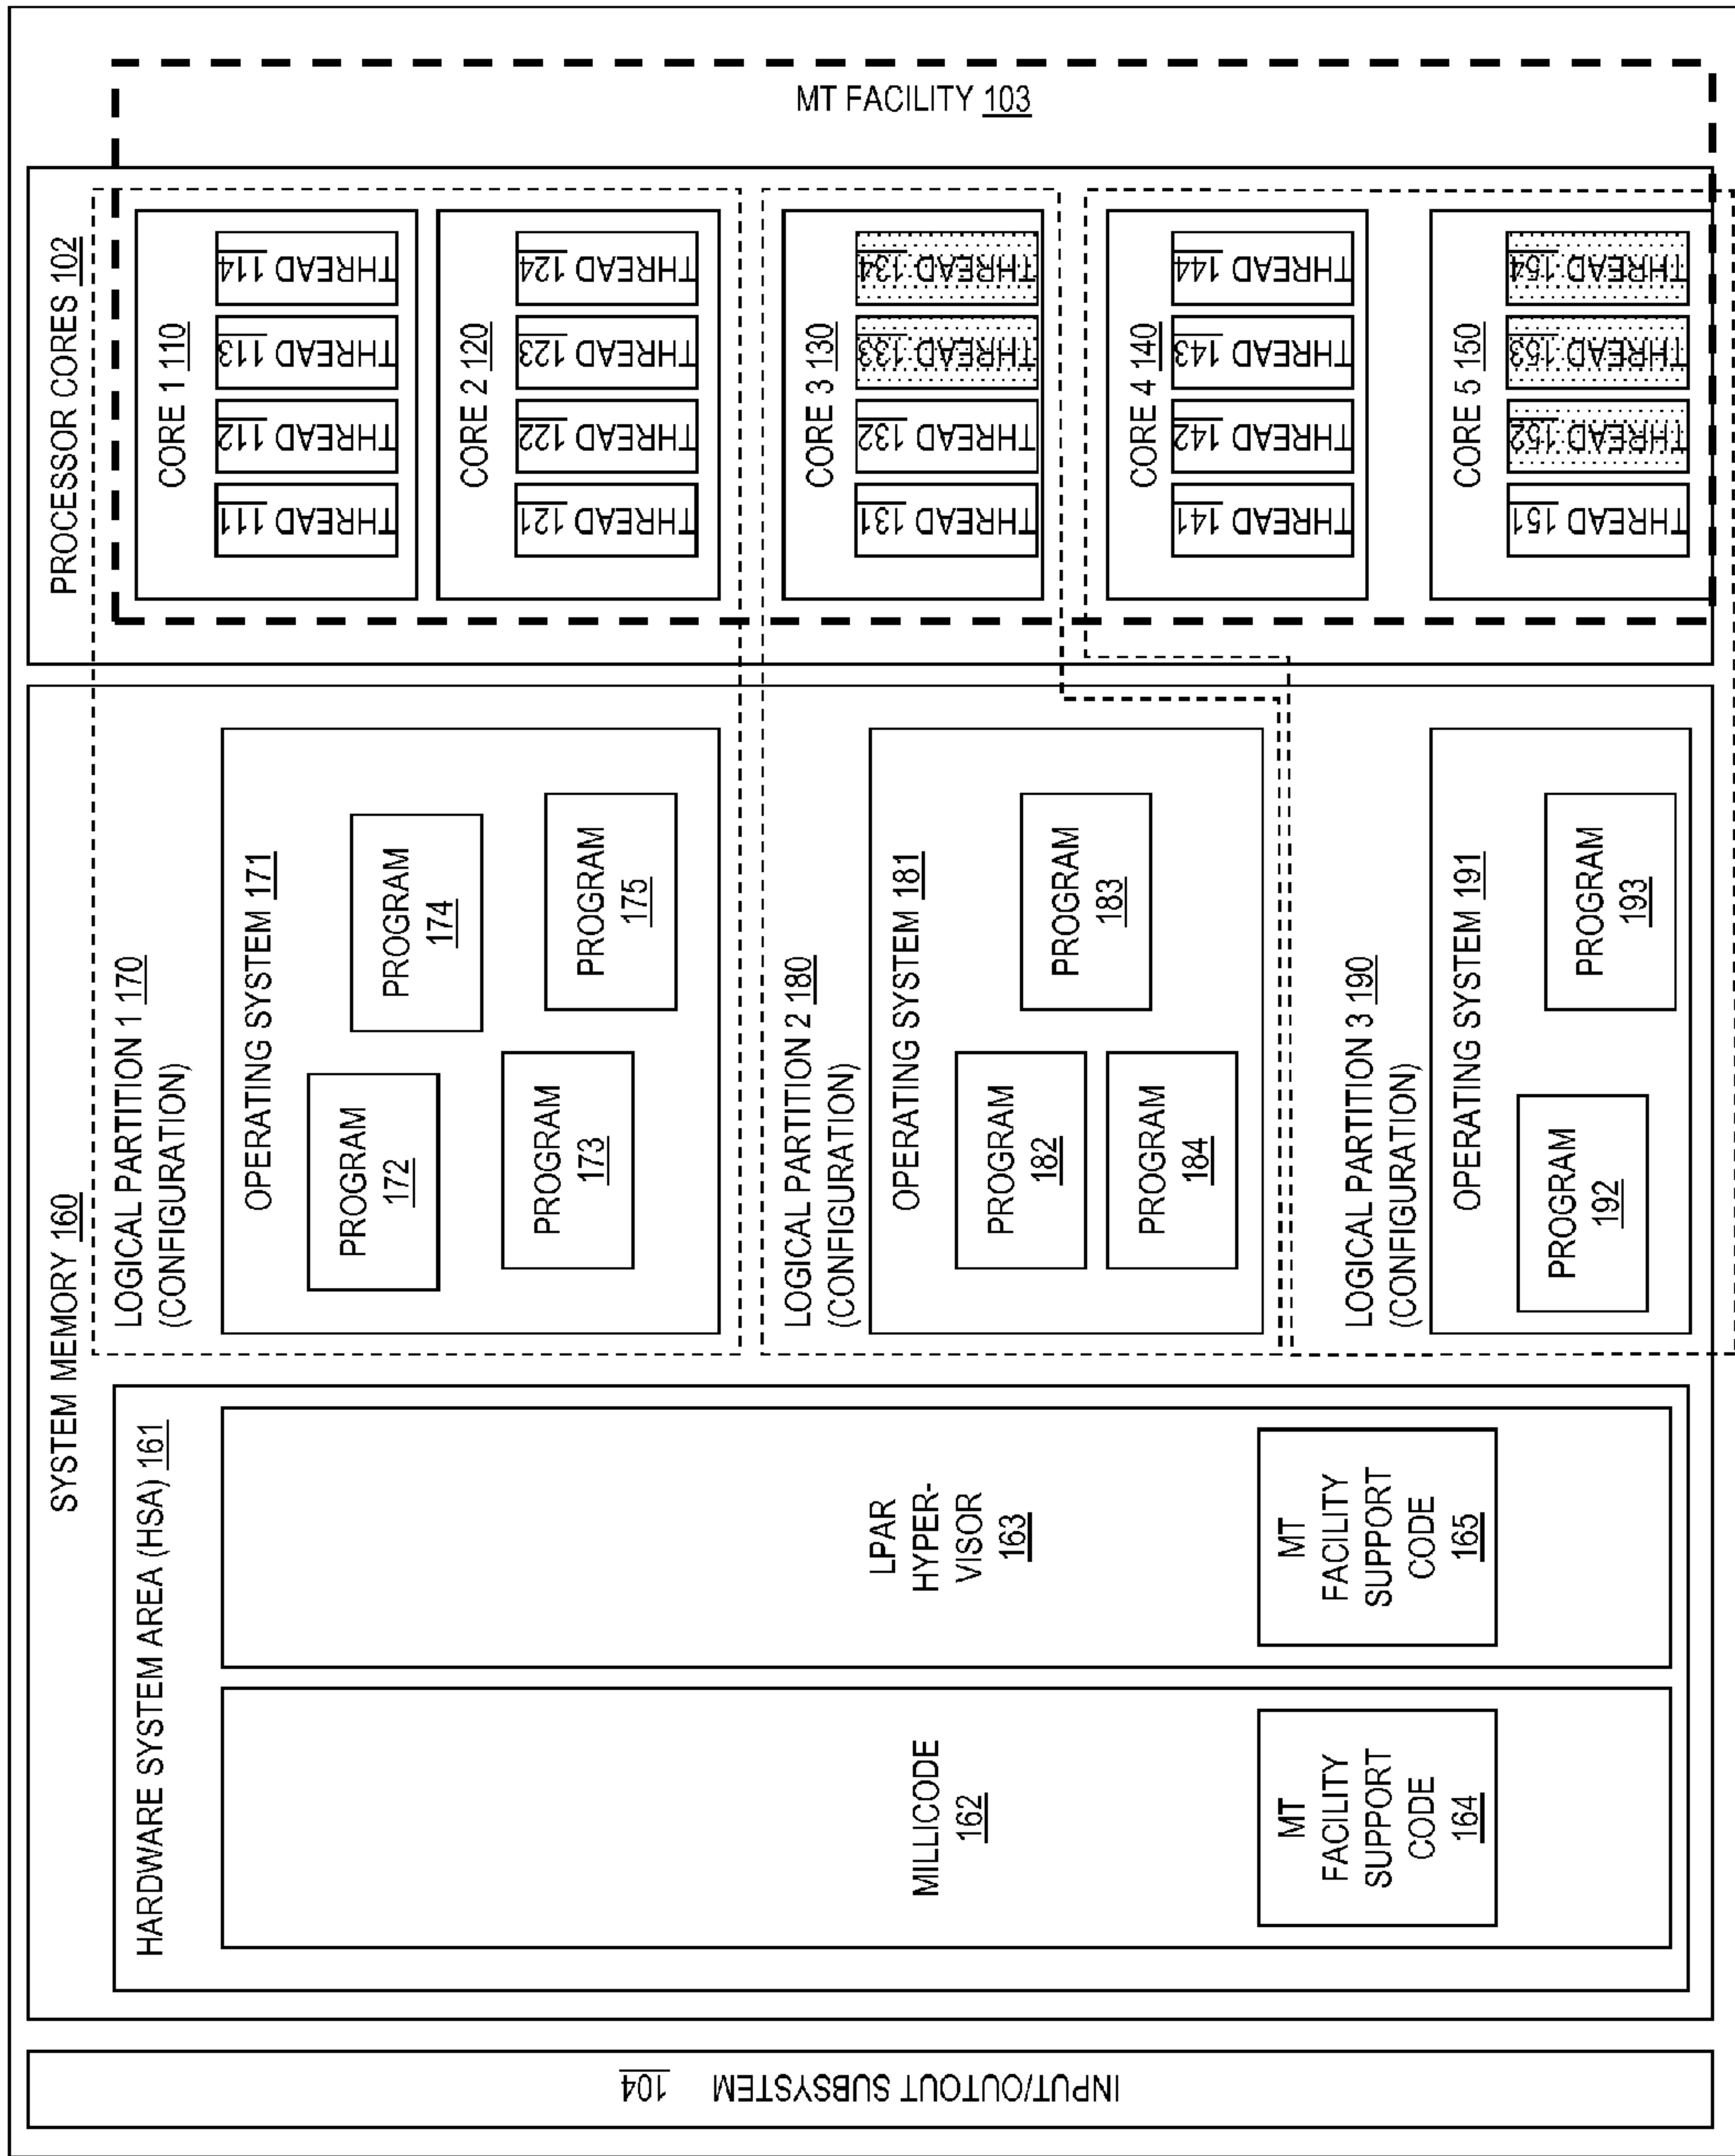 PROCESSOR CORES 102
MT FACILITY 103
CORE 1 110
THREAD 111
THREAD 112
THREAD 113
THREAD 114
CORE 2 120
THREAD 121
THREAD 122
THREAD 123
THREAD 124
CORE 3 130
THREAD 131
THREAD 132
THREAD 133
THREAD 134
CORE 4 140
THREAD 141
THREAD 142
THREAD 143
THREAD 144
CORE 5 150
THREAD 151
THREAD 152
THREAD 153
THREAD 154
SYSTEM MEMORY 160
LOGICAL PARTITION 1 170
(CONFIGURATION)
OPERATING SYSTEM 171
PROGRAM
172
PROGRAM
174
PROGRAM
173
PROGRAM
175
LOGICAL PARTITION 2 180
(CONFIGURATION)
OPERATING SYSTEM 181
PROGRAM
182
PROGRAM
183
PROGRAM
184
LOGICAL PARTITION 3 190
(CONFIGURATION)
OPERATING SYSTEM 191
PROGRAM
192
PROGRAM
193
HARDWARE SYSTEM AREA (HSA) 161
MILLICODE
162
MT
FACILITY
SUPPORT
CODE
164
LPAR
HYPER-
VISOR
163
MT
FACILITY
SUPPORT
CODE
165
INPUT/OUTOUT SUBSYSTEM 104